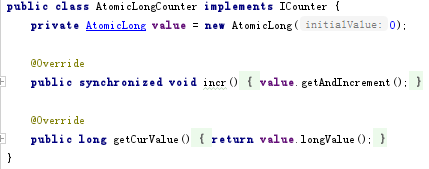 public class AtomicLongCounter implements ICounter {
private AtomicLong value = new AtomicLong( initialValue: 0);
@Override
public synchronized void incr() { value.getAndIncrement(); }
@Override
public long getCurValue() { return value.longValue(); }
}